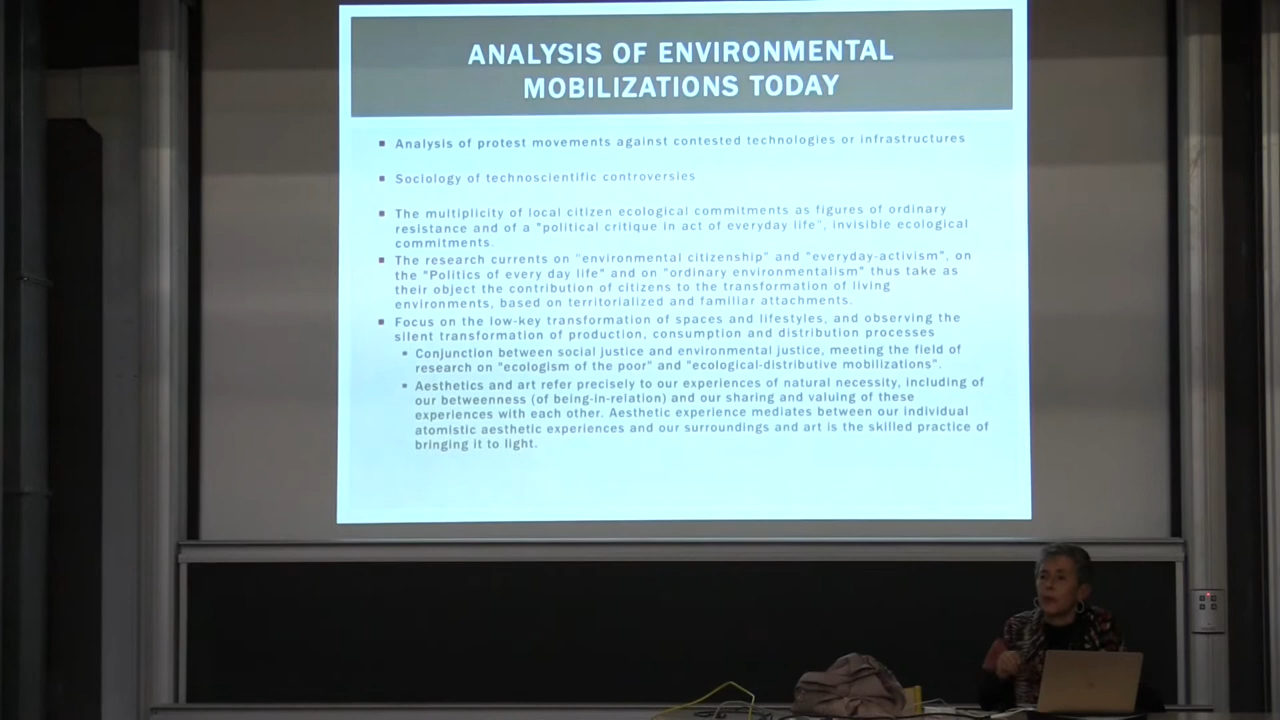 ANALYSIS OF ENVIRONMENTAL
MOBILIZATIONS TODAY
Analysis of protest movements against contested technologies or infrastructures
Sociology of technoscientific controversies
The multiplicity of local citizen ecological commitments as figures of ordinary
resistance and of a "political critique in act of everyday life", invisible ecological
commitments.
The research currents on "environmental citizenship" and "everyday-activism", on
the "Politics of every day life" and on "ordinary environmentalism" thus take as
their object the contribution of citizens to the transformation of living
environments, based on territorialized and familiar attachments.
Focus on the low-key transformation of spaces and lifestyles, and observing the
silent transformation of production, consumption and distribution processes
Conjunction between social justice and environmental justice, meeting the field of
research on "ecologism of the poor" and "ecological-distributive mobilizations".
Aesthetics and art refer precisely to our experiences of natural necessity, including of
our betweenness (of being-in-relation) and our sharing and valuing of these
experiences with each other. Aesthetic experience mediates between our individual
atomistic aesthetic experiences and our surroundings and art is the skilled practice of
bringing it to light.